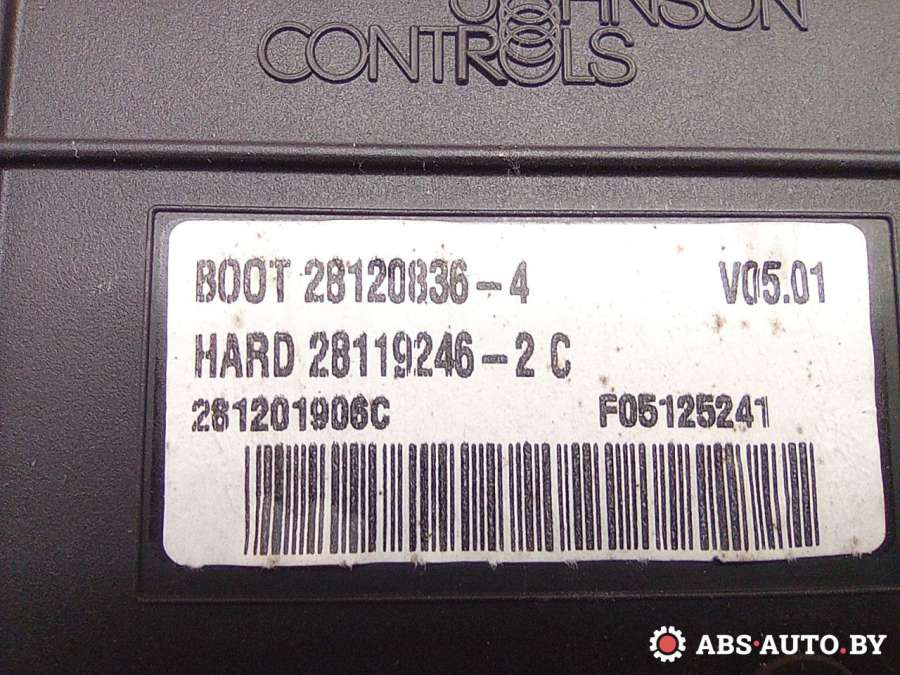 JOHNSON
CONTROLS
BOOT 28120836-4 V05.01
HARD 28119246-2 C
281201906C F05125241
ABS-AUTO.BY